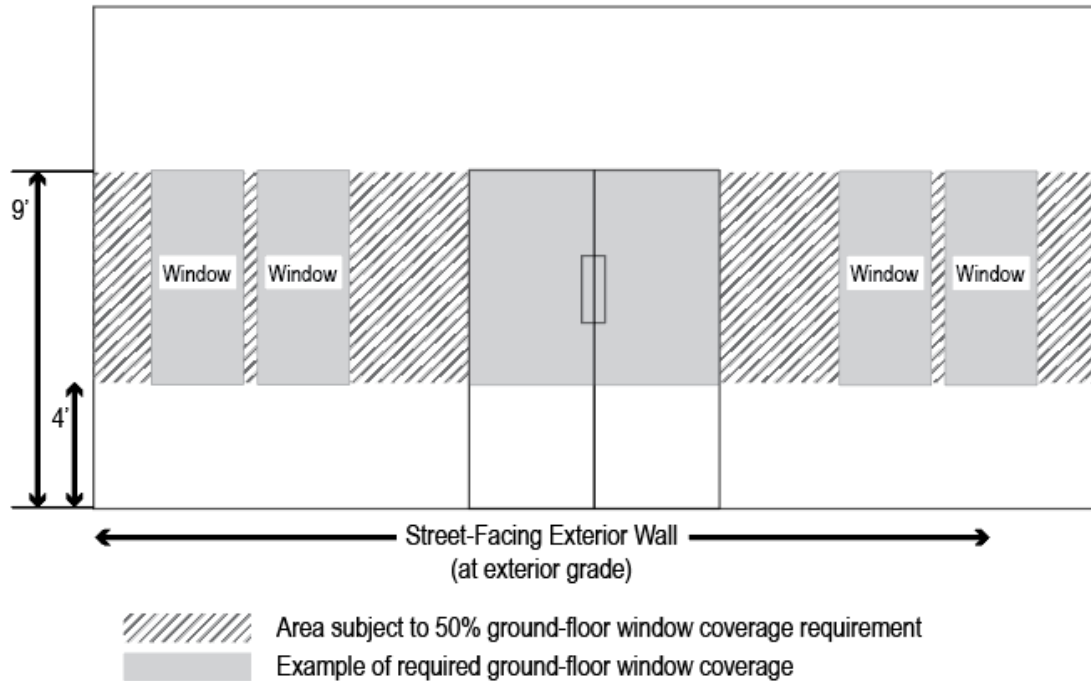 9'
Window
Window
Window
Window
4'
Street-Facing Exterior Wall
(at exterior grade)
Area subject to 50% ground-floor window coverage requirement
Example of required ground-floor window coverage